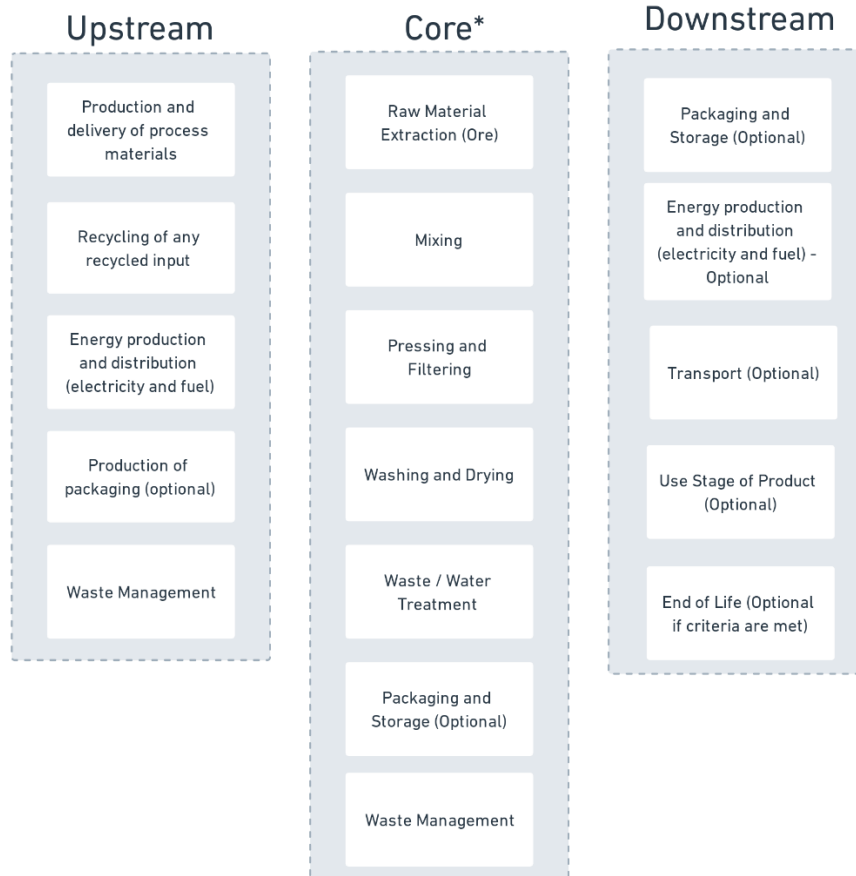 Upstream
Production and
delivery of process
materials
Recycling of any
recycled input
Energy production
and distribution
(electricity and fuel)
Production of
packaging (optional)
Waste Management
Core*
Raw Material
Extraction (Ore)
Mixing
Pressing and
Filtering
Washing and Drying
Waste / Water
Treatment
Packaging and
Storage (Optional)
Waste Management
Downstream
Packaging and
Storage (Optional)
Energy production
and distribution
(electricity and fuel) -
Optional
Transport (Optional)
Use Stage of Product
(Optional)
End of Life (Optional
if criteria are met)